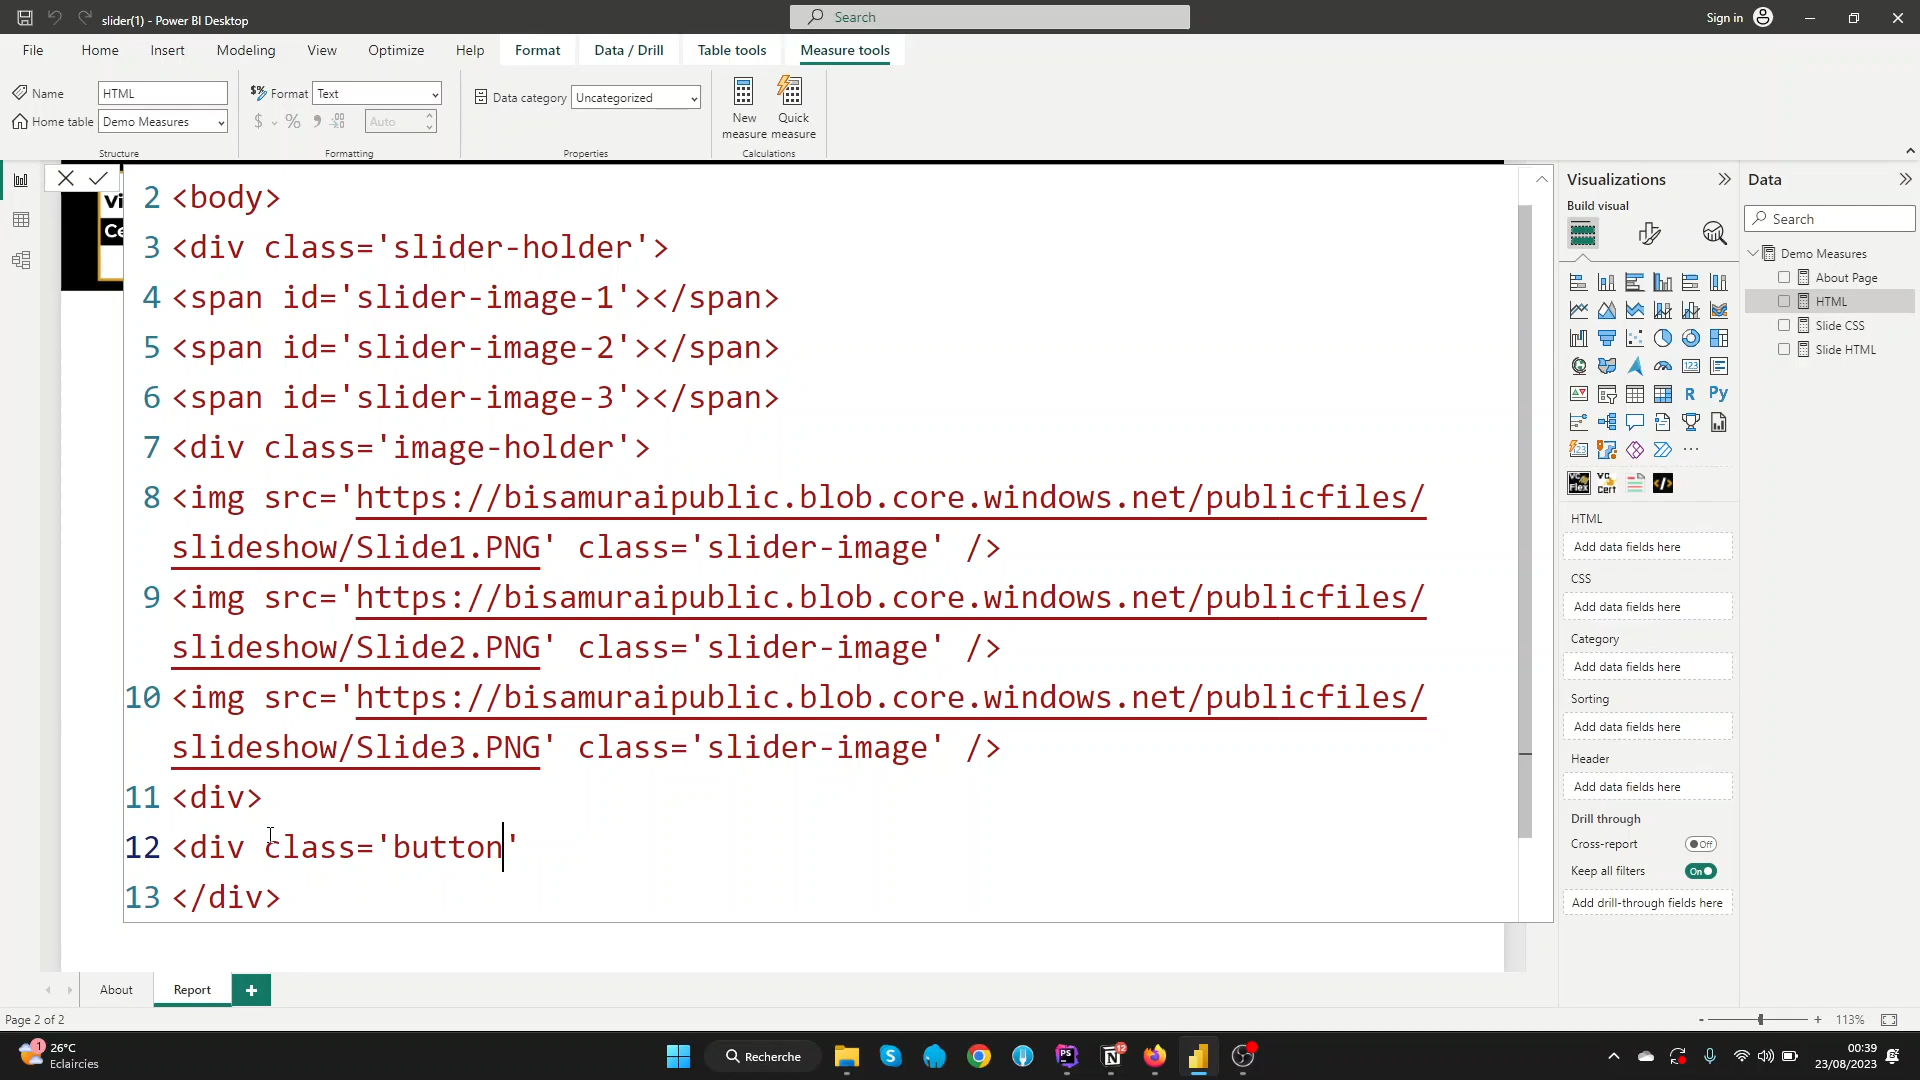 slider(1) - Power BI Desktop
Search
Sign in
File Home Insert Modeling View Optimize Help Format Data / Drill Table tools Measure tools
Name HTML
Home table Demo Measures
Structure
Format Text
$ % Auto
Formatting
Data category Uncategorized
Properties
New measure
Quick measure
Calculations
2 <body>
3 <div class='slider-holder'>
4 <span id='slider-image-1'></span>
5 <span id='slider-image-2'></span>
6 <span id='slider-image-3'></span>
7 <div class='image-holder'>
8 <img src='https://bisamuraipublic.blob.core.windows.net/publicfiles/
slideshow/Slide1.PNG' class='slider-image' />
9 <img src='https://bisamuraipublic.blob.core.windows.net/publicfiles/
slideshow/Slide2.PNG' class='slider-image' />
10 <img src='https://bisamuraipublic.blob.core.windows.net/publicfiles/
slideshow/Slide3.PNG' class='slider-image' />
11 <div>
12 <div class='button'
13 </div>
Visualizations
Build visual
HTML
Add data fields here
CSS
Add data fields here
Category
Add data fields here
Sorting
Add data fields here
Header
Add data fields here
Drill through
Cross-report Off
Keep all filters On
Add drill-through fields here
Data
Search
Demo Measures
About Page
HTML
Slide CSS
Slide HTML
About Report +
Page 2 of 2
- + 113%
26°C
Eclaircies
Recherche
00:39
23/08/2023